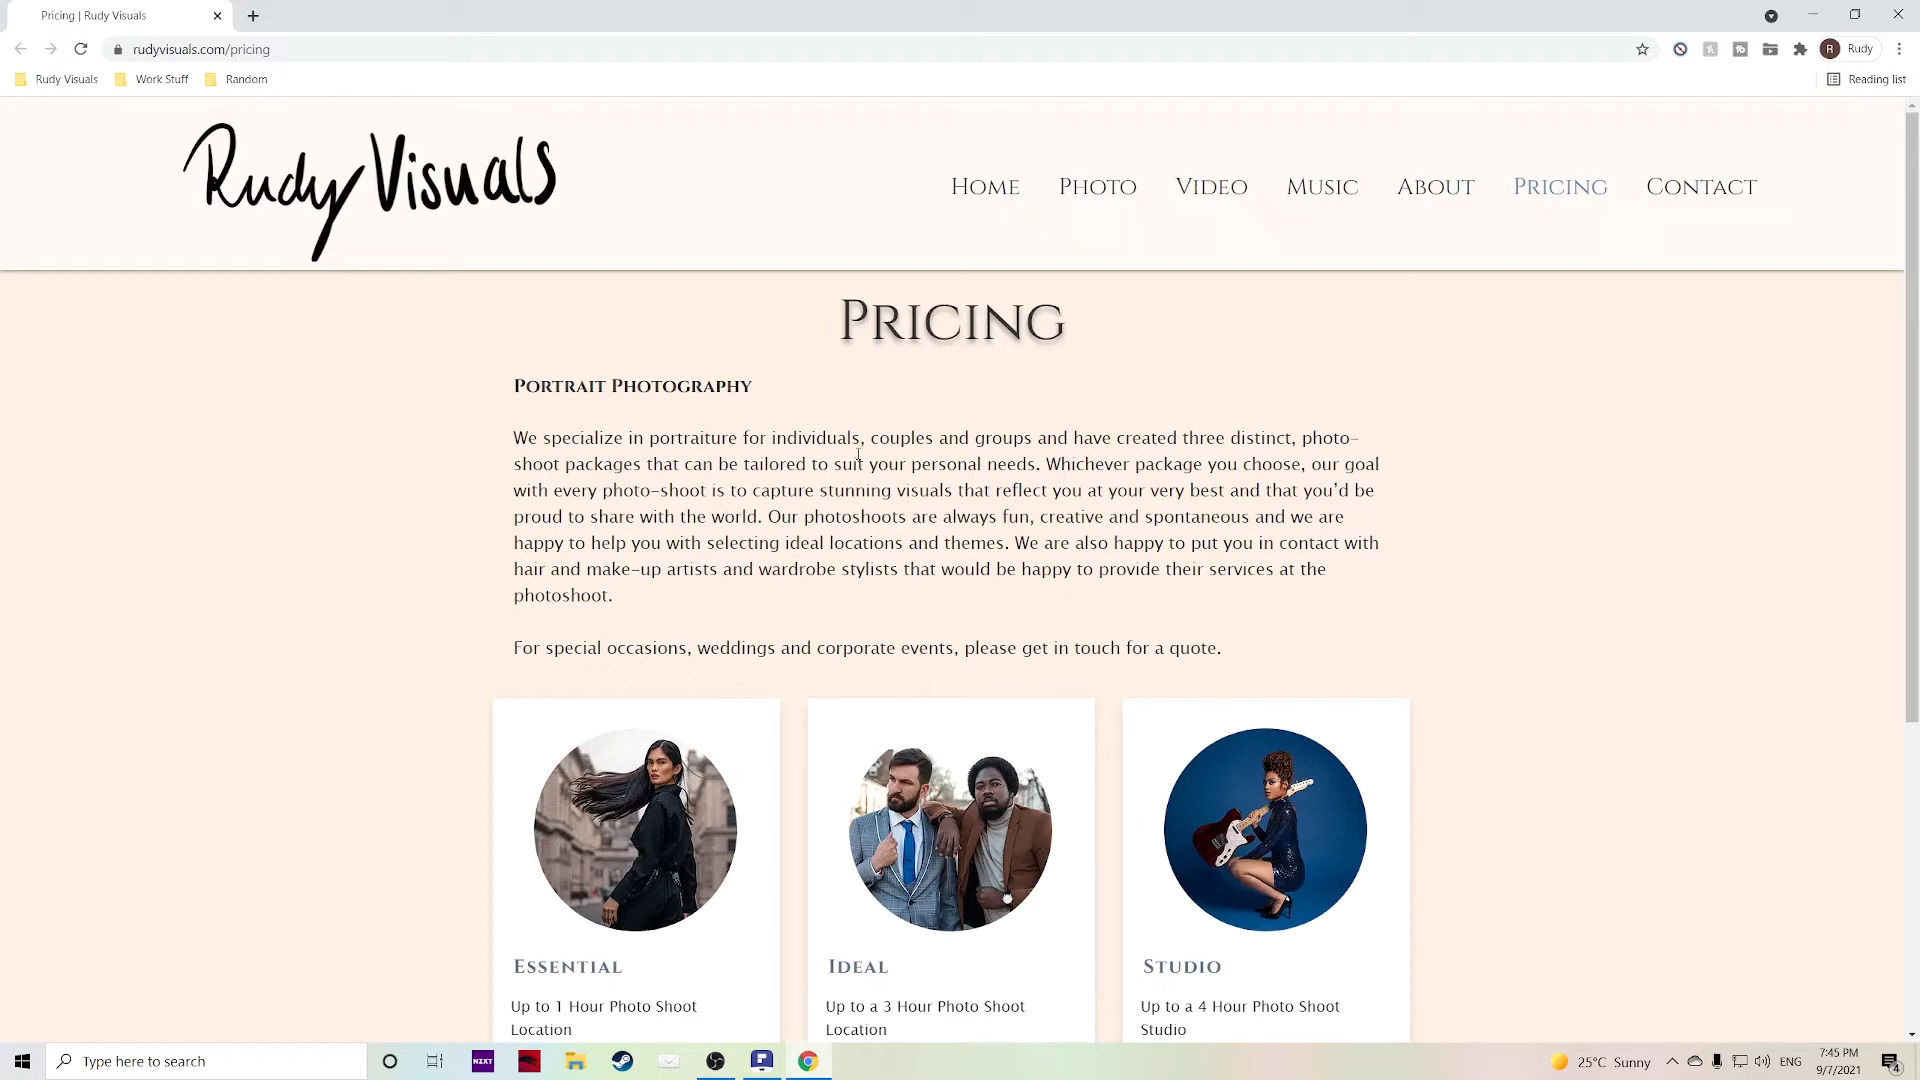 Pricing | Rudy Visuals
rudyvisuals.com/pricing
Rudy
Rudy Visuals
Work Stuff
Random
Reading list
Rudy Visuals
Home
Photo
Video
Music
About
Pricing
Contact
Pricing
Portrait Photography
We specialize in portraiture for individuals, couples and groups and have created three distinct, photo-
shoot packages that can be tailored to suit your personal needs. Whichever package you choose, our goal
with every photo-shoot is to capture stunning visuals that reflect you at your very best and that you'd be
proud to share with the world. Our photoshoots are always fun, creative and spontaneous and we are
happy to help you with selecting ideal locations and themes. We are also happy to put you in contact with
hair and make-up artists and wardrobe stylists that would be happy to provide their services at the
photoshoot.
For special occasions, weddings and corporate events, please get in touch for a quote.
Essential
Up to 1 Hour Photo Shoot
Location
Ideal
Up to a 3 Hour Photo Shoot
Location
Studio
Up to a 4 Hour Photo Shoot
Studio
Type here to search
NZXT
25°C Sunny
ENG
7:45 PM
9/7/2021
4